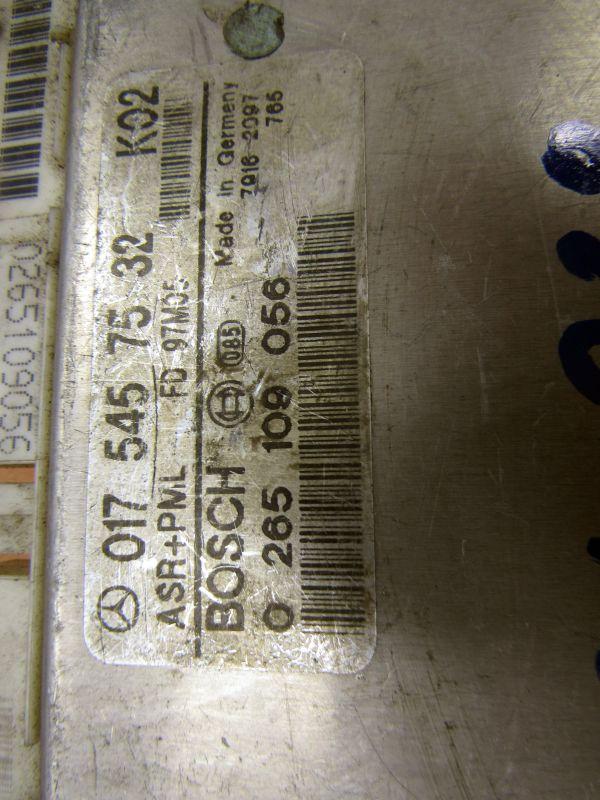 0265109056
017 545 75 32 K02
ASR+PML FD 97M05
BOSCH 085 Made in Germany
7916-2097
0 265 109 056 765